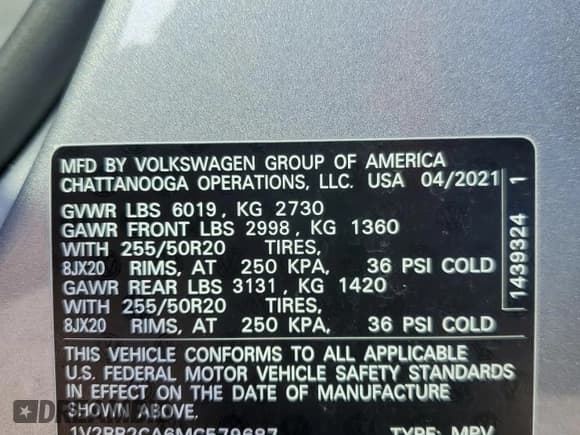 MFD BY VOLKSWAGEN GROUP OF AMERICA
CHATTANOOGA OPERATIONS, LLC. USA 04/2021
GVWR LBS 6019, KG 2730
GAWR FRONT LBS 2998, KG 1360
WITH 255/50R20 TIRES,
8JX20 RIMS, AT 250 KPA, 36 PSI COLD
GAWR REAR LBS 3131, KG 1420
WITH 255/50R20 TIRES,
8JX20 RIMS, AT 250 KPA, 36 PSI COLD
THIS VEHICLE CONFORMS TO ALL APPLICABLE
U.S. FEDERAL MOTOR VEHICLE SAFETY STANDARDS
IN EFFECT ON THE DATE OF MANUFACTURE
SHOWN ABOVE
TYPE: MPV
1439324 1